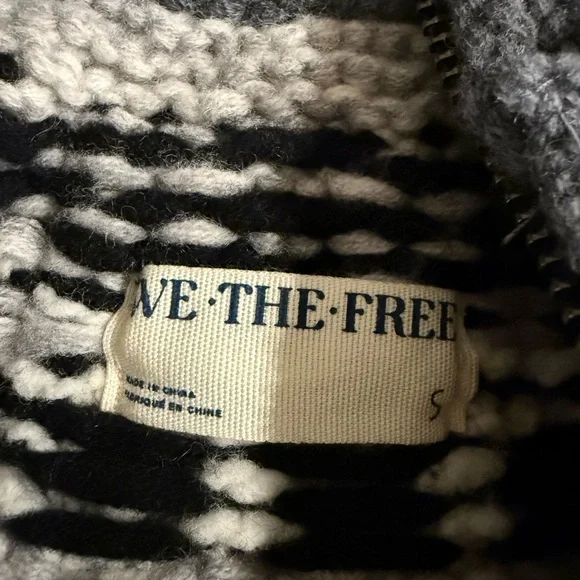 WE·THE·FREE
MADE IN CHINA
FABRIQUÉ EN CHINE
S